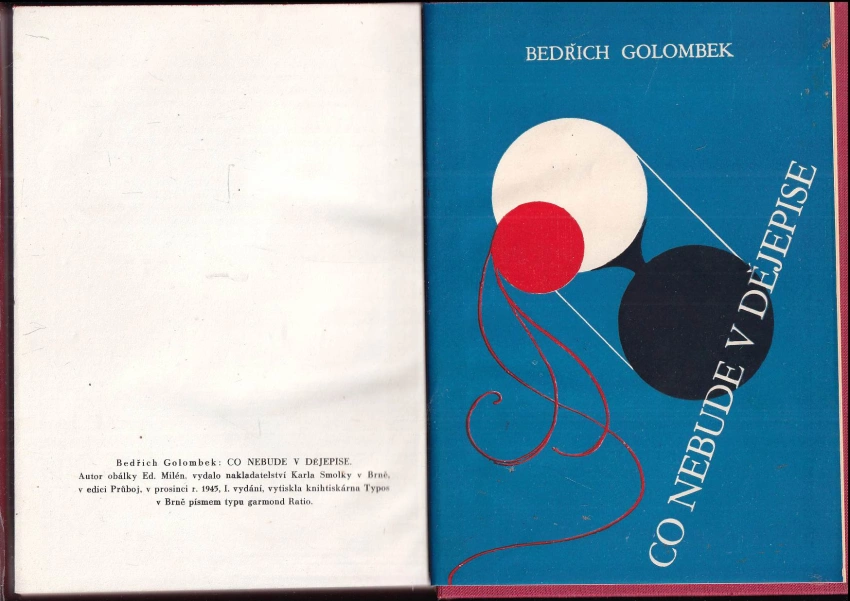 Bedřich Golombek: CO NEBUDE V DĚJEPISE.
Autor obálky Ed. Milén, vydalo nakladatelství Karla Smolky v Brně,
v edici Průboj, v prosinci r. 1945, I. vydání, vytiskla knihtiskárna Typos
v Brně písmem typu garmond Ratio.
BEDŘICH GOLOMBEK
CO NEBUDE V DĚJEPISE